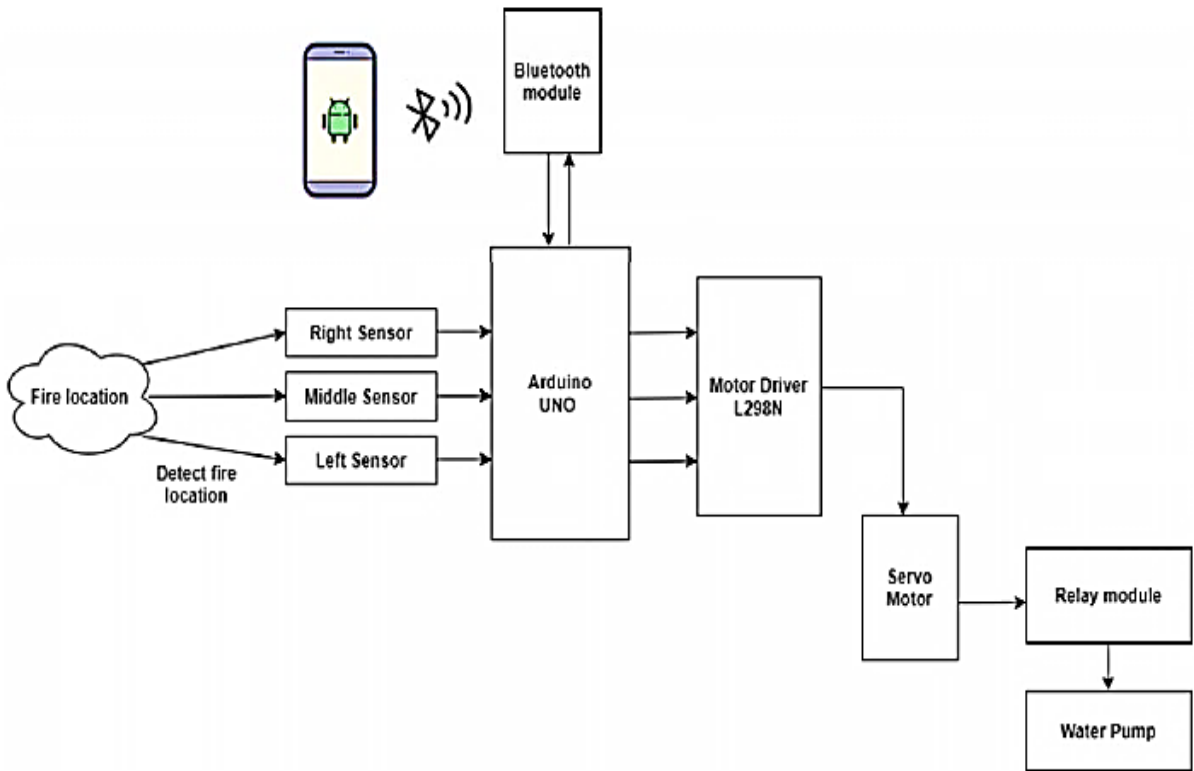 Bluetooth
module
Right Sensor
Fire location
Middle Sensor
Left Sensor
Detect fire
location
Arduino
UNO
Motor Driver
L298N
Servo
Motor
Relay module
Water Pump